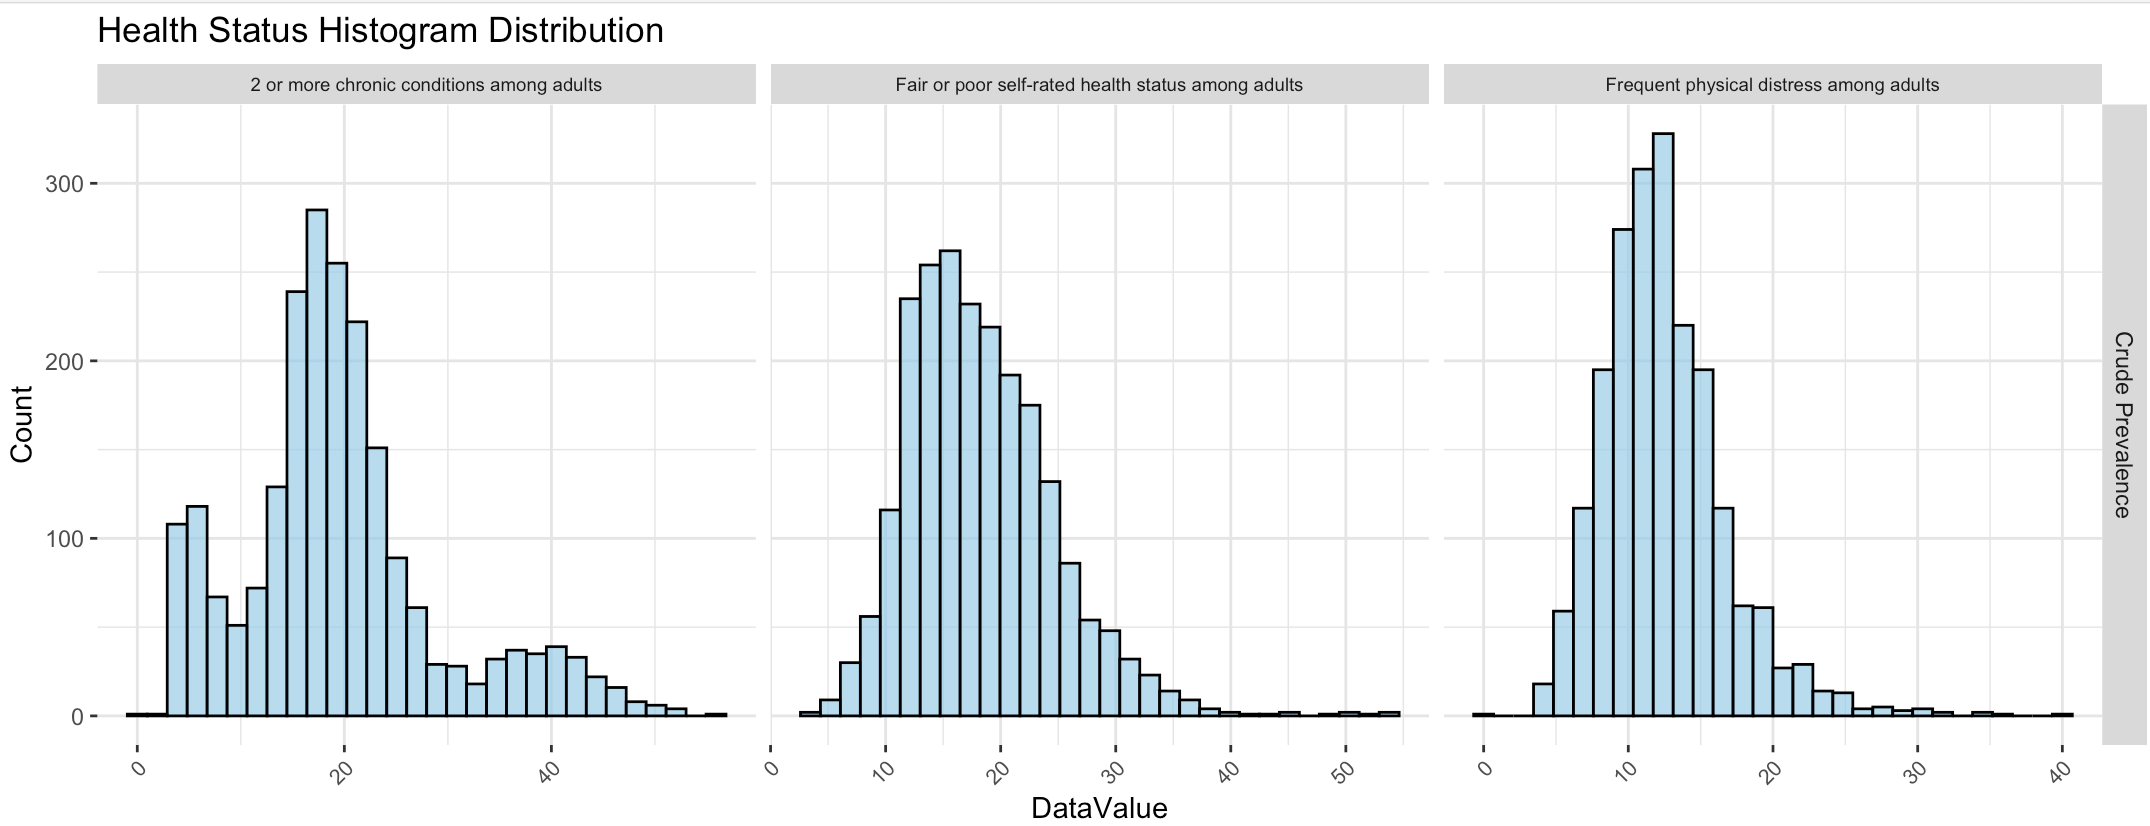 Health Status Histogram Distribution
2 or more chronic conditions among adults
Fair or poor self-rated health status among adults
Frequent physical distress among adults
Count
300
200
100
0
Crude Prevalence
0
20
40
0
10
20
30
40
50
0
10
20
30
40
DataValue